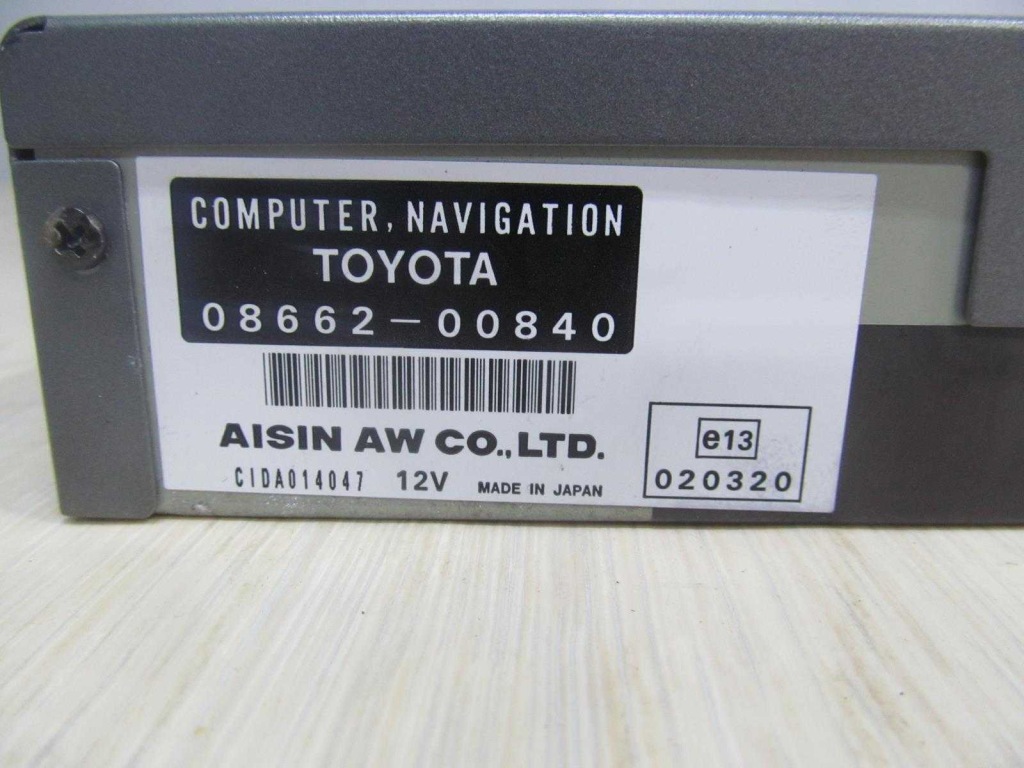 COMPUTER, NAVIGATION
TOYOTA
08662-00840
AISIN AW CO.,LTD.
CIDA014047 12V MADE IN JAPAN
e13
020320